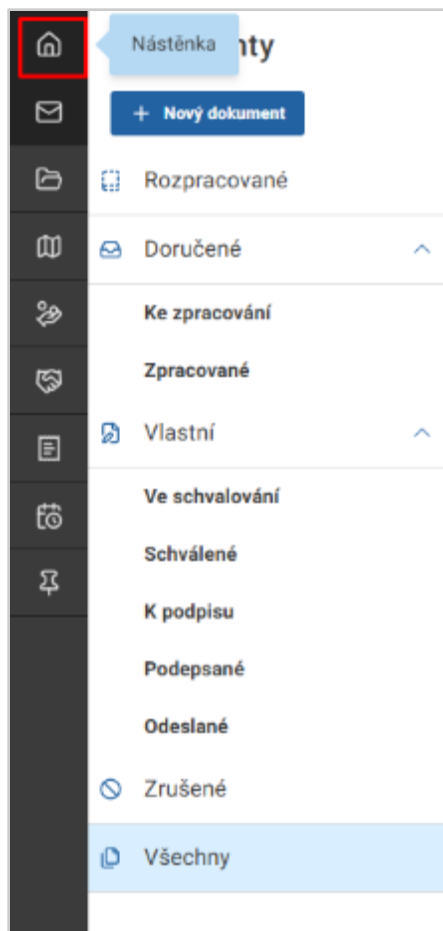 Nástěnka
nty
+ Nový dokument
Rozpracované
Doručené
Ke zpracování
Zpracované
Vlastní
Ve schvalování
Schválené
K podpisu
Podepsané
Odeslané
Zrušené
Všechny